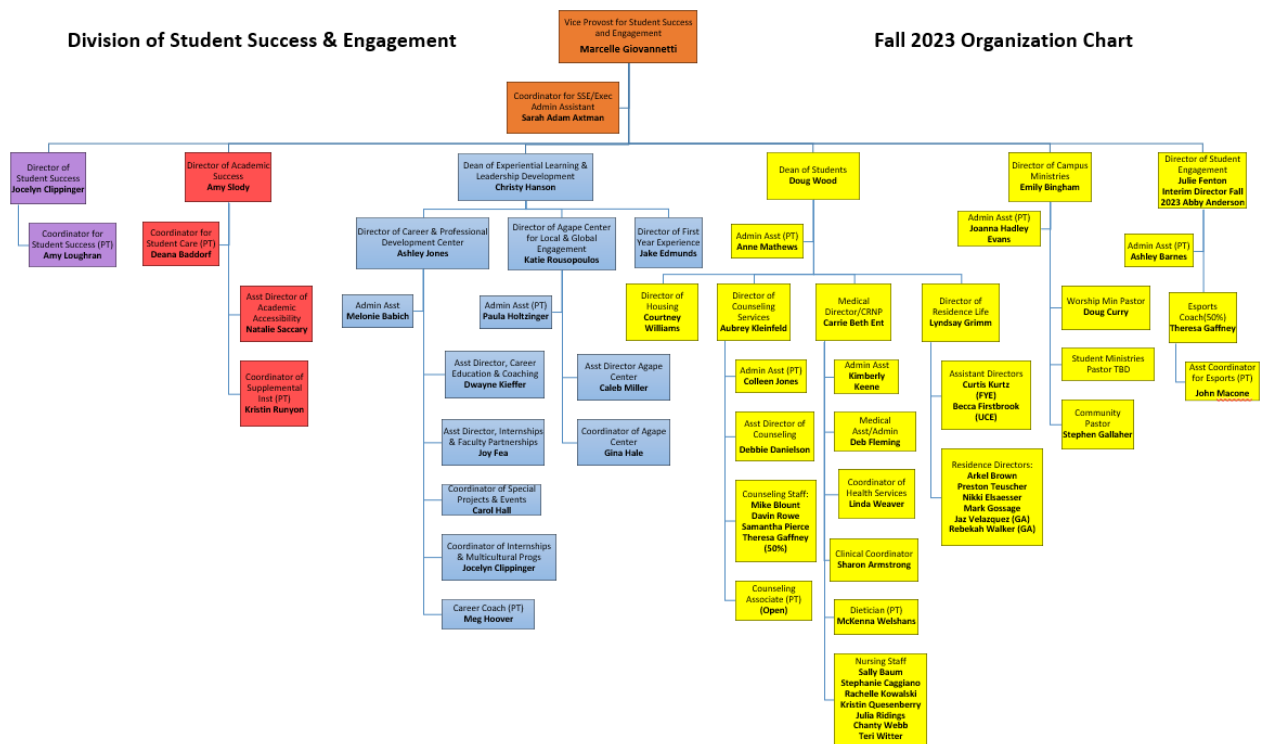 Division of Student Success & Engagement
Fall 2023 Organization Chart
Vice Provost for Student Success
and Engagement
Marcelle Giovannetti
Coordinator for SSE/Exec
Admin Assistant
Sarah Adam Axtman
Director of
Student Success
Jocelyn Clippinger
Coordinator for
Student Success (PT)
Amy Loughran
Director of Academic
Success
Amy Slody
Coordinator for
Student Care (PT)
Deana Baddorf
Asst Director of
Academic
Accessibility
Natalie Saccary
Coordinator of
Supplemental
Inst (PT)
Kristin Runyon
Dean of Experiential Learning &
Leadership Development
Christy Hanson
Director of Career & Professional
Development Center
Ashley Jones
Admin Asst
Melonie Babich
Asst Director, Career
Education & Coaching
Dwayne Kieffer
Asst Director, Internships
& Faculty Partnerships
Joy Fea
Coordinator of Special
Projects & Events
Carol Hall
Coordinator of Internships
& Multicultural Progs
Jocelyn Clippinger
Career Coach (PT)
Meg Hoover
Director of Agape Center
for Local & Global
Engagement
Katie Rousopoulos
Admin Asst (PT)
Paula Holtzinger
Asst Director Agape
Center
Caleb Miller
Coordinator of Agape
Center
Gina Hale
Director of First
Year Experience
Jake Edmunds
Dean of Students
Doug Wood
Admin Asst (PT)
Anne Mathews
Director of
Housing
Courtney
Williams
Director of
Counseling
Services
Aubrey Kleinfeld
Admin Asst (PT)
Colleen Jones
Asst Director of
Counseling
Debbie Danielson
Counseling Staff:
Mike Blount
Davin Rowe
Samantha Pierce
Theresa Gaffney
(50%)
Counseling
Associate (PT)
(Open)
Medical
Director/CRNP
Carrie Beth Ent
Admin Asst
Kimberly
Keene
Medical
Asst/Admin
Deb Fleming
Coordinator of
Health Services
Linda Weaver
Clinical Coordinator
Sharon Armstrong
Dietician (PT)
McKenna Welshans
Nursing Staff
Sally Baum
Stephanie Caggiano
Rachelle Kowalski
Kristin Quesenberry
Julia Ridings
Chanty Webb
Teri Witter
Director of
Residence Life
Lyndsay Grimm
Assistant Directors
Curtis Kurtz
(FYE)
Becca Firstbrook
(UCE)
Residence Directors:
Arkel Brown
Preston Teuscher
Nikki Elsaesser
Mark Gossage
Jaz Velazquez (GA)
Rebekah Walker (GA)
Director of Campus
Ministries
Emily Bingham
Admin Asst (PT)
Joanna Hadley
Evans
Worship Min Pastor
Doug Curry
Student Ministries
Pastor TBD
Community
Pastor
Stephen Gallaher
Director of Student
Engagement
Julie Fenton
Interim Director Fall
2023 Abby Anderson
Admin Asst (PT)
Ashley Barnes
Esports
Coach(50%)
Theresa Gaffney
Asst Coordinator
for Esports (PT)
John Macone